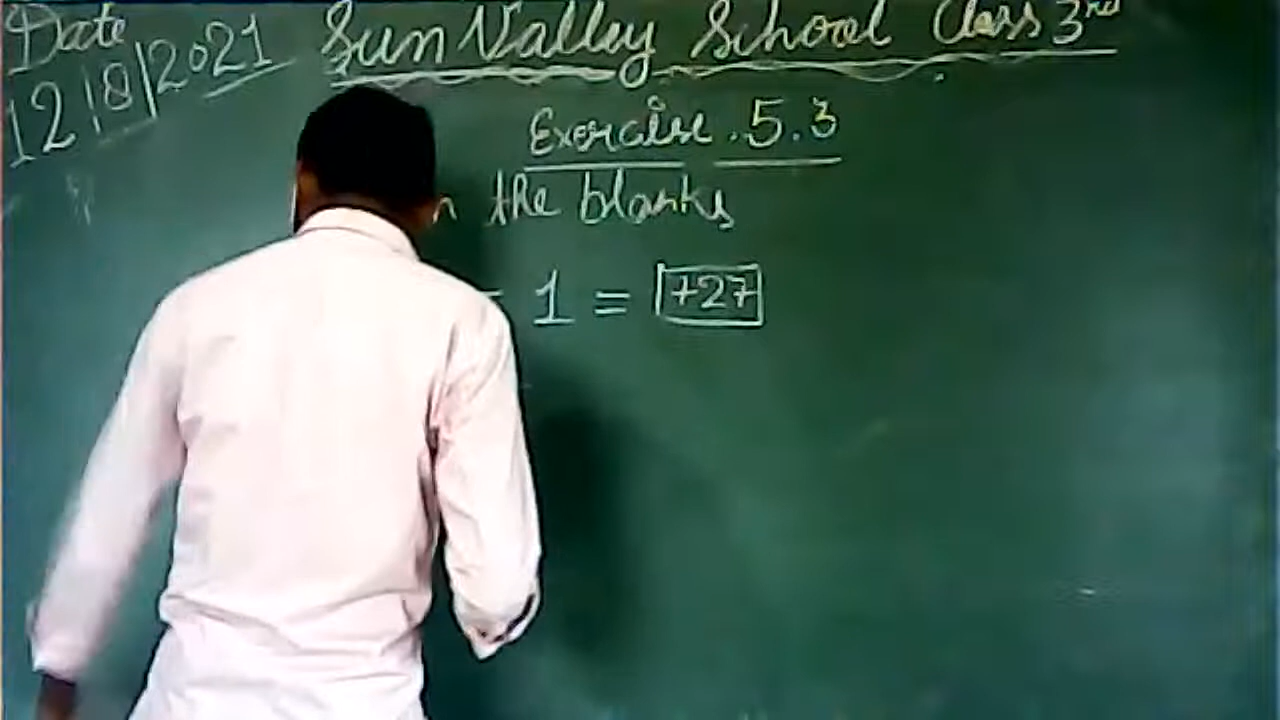 Date Sun Valley School Class 3rd
12|8|2021
Exercise.5.3
n the blanks
- 1 = 727